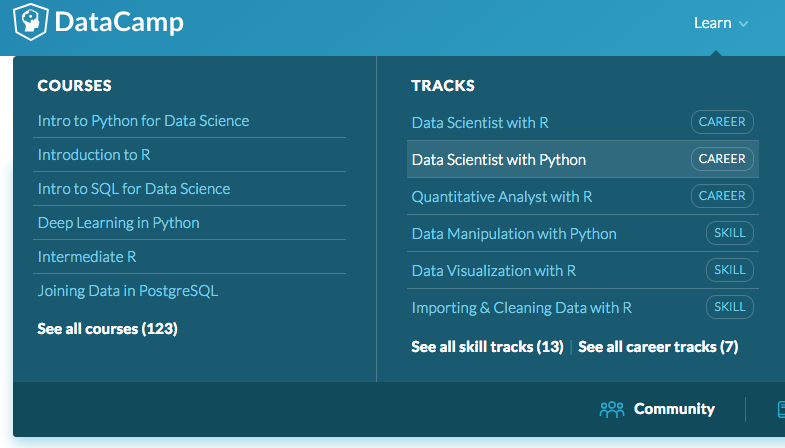 DataCamp
Learn
COURSES
Intro to Python for Data Science
Introduction to R
Intro to SQL for Data Science
Deep Learning in Python
Intermediate R
Joining Data in PostgreSQL
See all courses (123)
TRACKS
Data Scientist with R CAREER
Data Scientist with Python CAREER
Quantitative Analyst with R CAREER
Data Manipulation with Python SKILL
Data Visualization with R SKILL
Importing & Cleaning Data with R SKILL
See all skill tracks (13) | See all career tracks (7)
Community